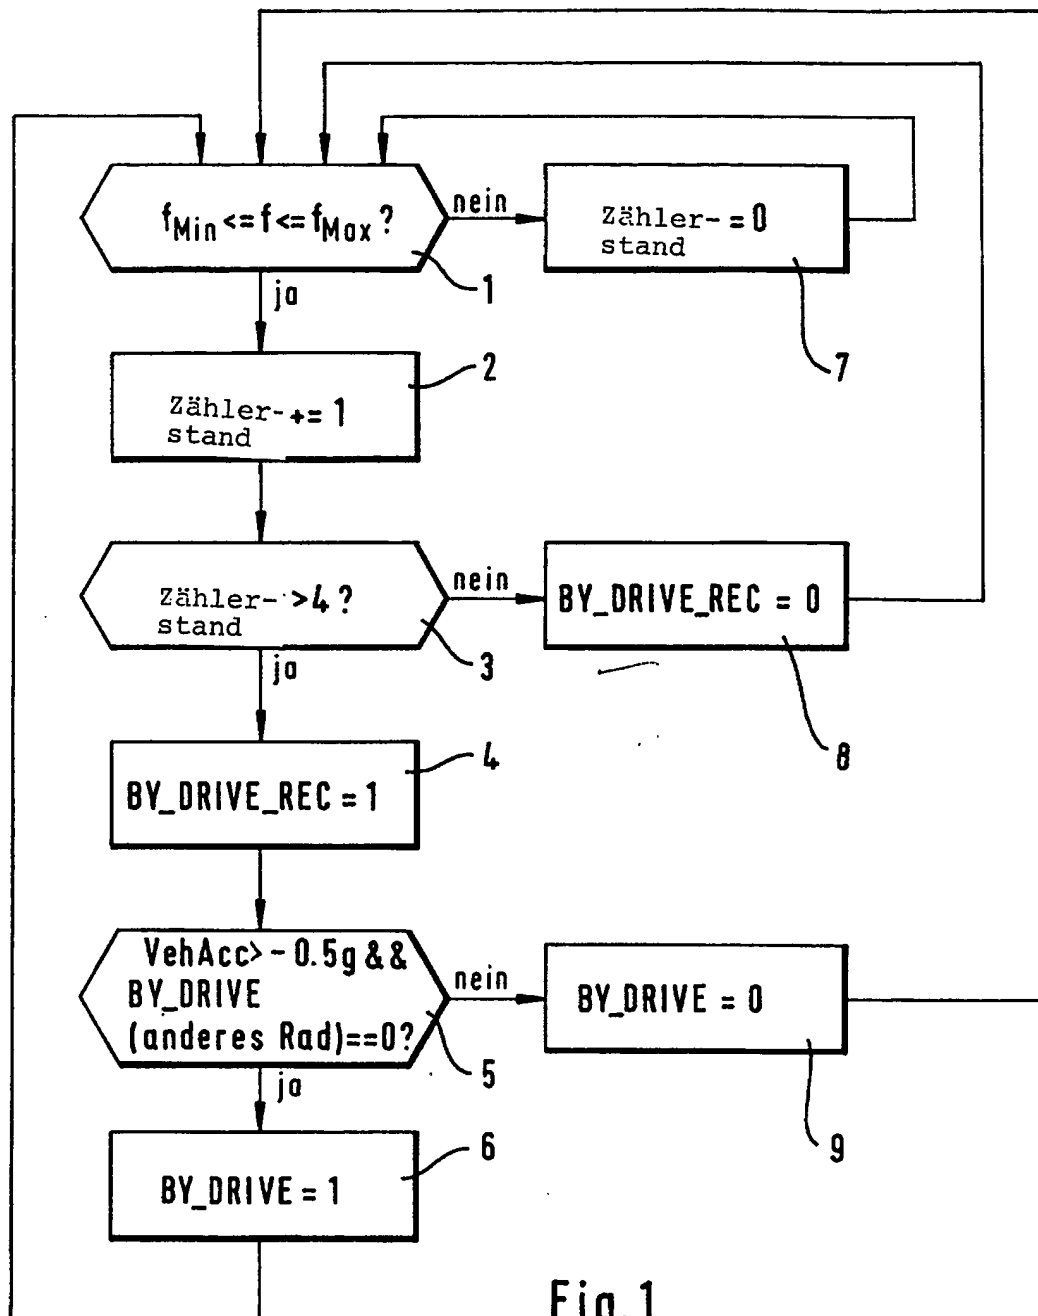 fMin <= f <= fMax ?
nein
Zähler- = 0
stand
1
ja
7
2
Zähler- += 1
stand
Zähler- >4 ?
stand
nein
BY_DRIVE_REC = 0
3
ja
8
4
BY_DRIVE_REC = 1
VehAcc> - 0.5g &&
BY_DRIVE
(anderes Rad)==0?
nein
BY_DRIVE = 0
5
ja
9
6
BY_DRIVE = 1
Fig.1